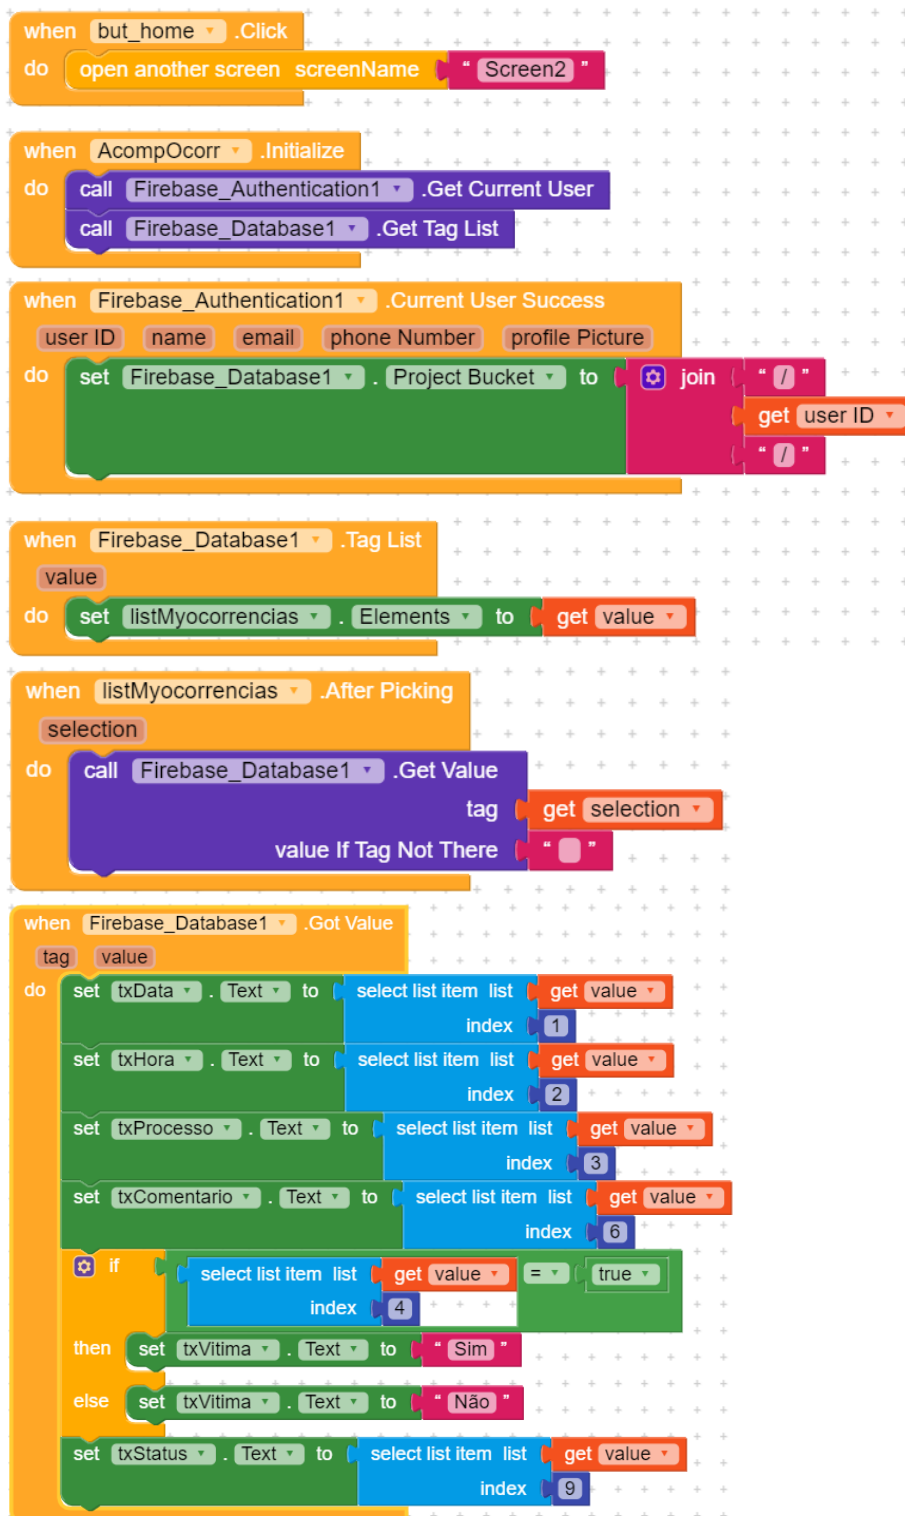 when but_home .Click
do open another screen screenName " Screen2 "
when AcompOcorr .Initialize
do call Firebase_Authentication1 .Get Current User
call Firebase_Database1 .Get Tag List
when Firebase_Authentication1 .Current User Success
user ID name email phone Number profile Picture
do set Firebase_Database1 . Project Bucket to join " / "
get user ID
" / "
when Firebase_Database1 .Tag List
value
do set listMyocorrencias . Elements to get value
when listMyocorrencias .After Picking
selection
do call Firebase_Database1 .Get Value
tag get selection
value If Tag Not There " "
when Firebase_Database1 .Got Value
tag value
do set txData . Text to select list item list get value
index 1
set txHora . Text to select list item list get value
index 2
set txProcesso . Text to select list item list get value
index 3
set txComentario . Text to select list item list get value
index 6
if select list item list get value = true
index 4
then set txVitima . Text to " Sim "
else set txVitima . Text to " Não "
set txStatus . Text to select list item list get value
index 9